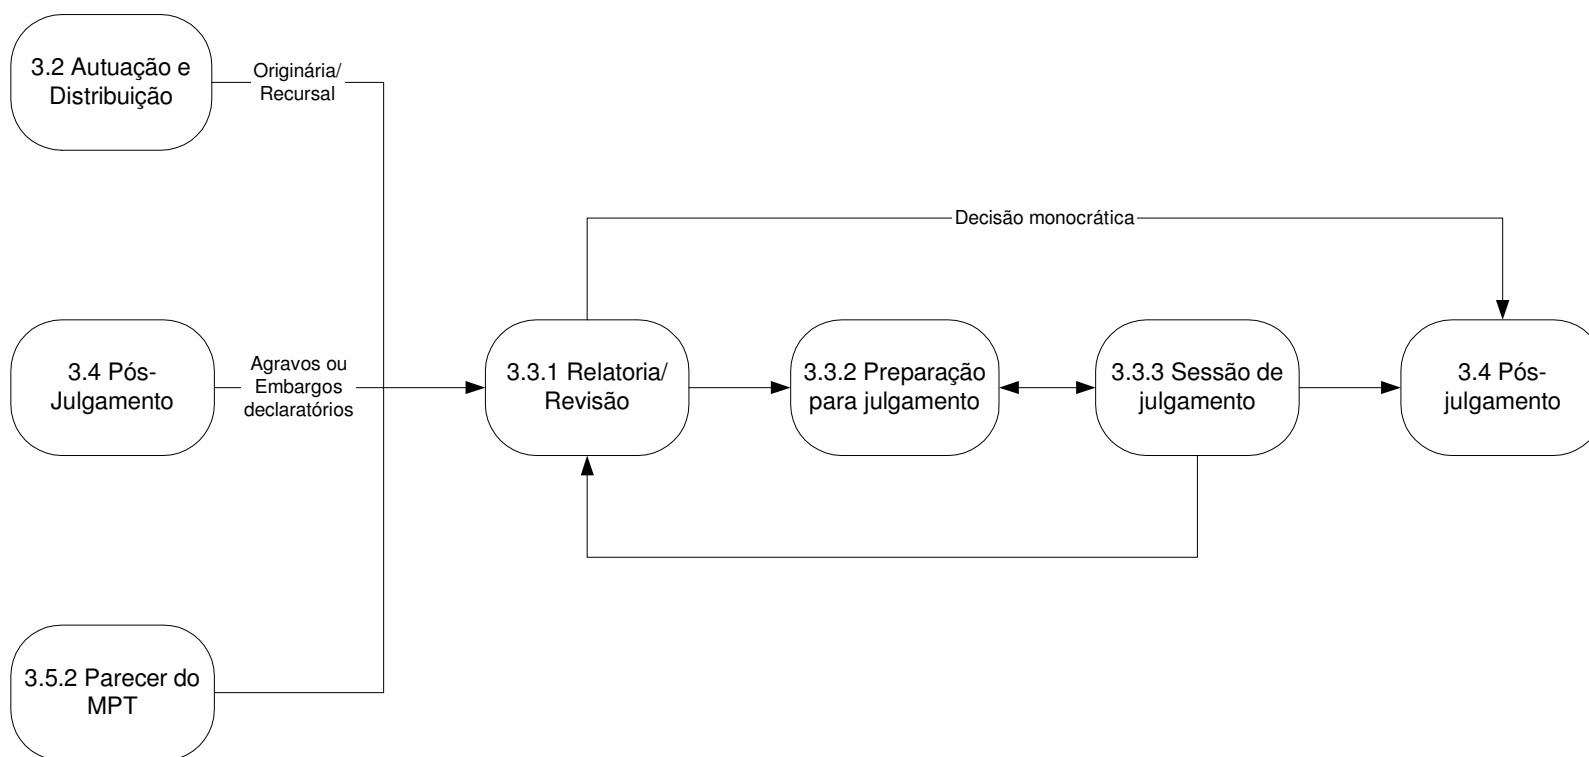 3.2 Autuação e
Distribuição
Originária/
Recursal
Decisão monocrática
3.4 Pós-
Julgamento
Agravos ou
Embargos
declaratórios
3.3.1 Relatoria/
Revisão
3.3.2 Preparação
para julgamento
3.3.3 Sessão de
julgamento
3.4 Pós-
julgamento
3.5.2 Parecer do
MPT